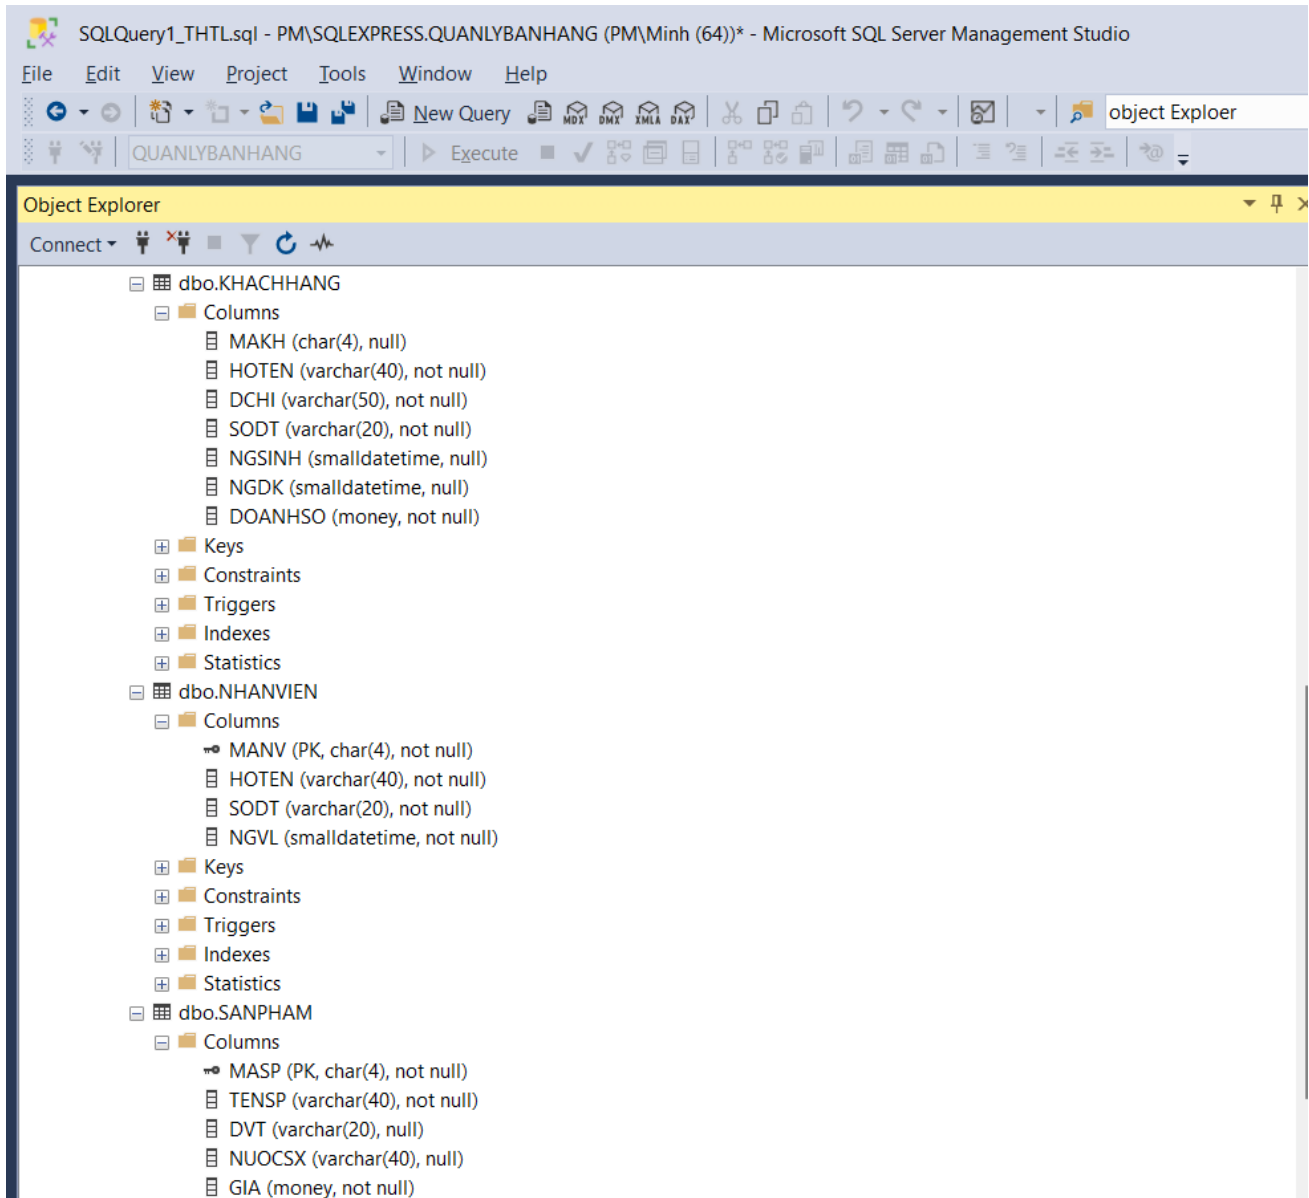 SQLQuery1_THTL.sql - PM\SQLEXPRESS.QUANLYBANHANG (PM\Minh (64))* - Microsoft SQL Server Management Studio
File Edit View Project Tools Window Help
New Query MDX DMX XMLA DAX object Exploer
QUANLYBANHANG Execute
Object Explorer
Connect
dbo.KHACHHANG
Columns
MAKH (char(4), null)
HOTEN (varchar(40), not null)
DCHI (varchar(50), not null)
SODT (varchar(20), not null)
NGSINH (smalldatetime, null)
NGDK (smalldatetime, null)
DOANHSO (money, not null)
Keys
Constraints
Triggers
Indexes
Statistics
dbo.NHANVIEN
Columns
MANV (PK, char(4), not null)
HOTEN (varchar(40), not null)
SODT (varchar(20), not null)
NGVL (smalldatetime, not null)
Keys
Constraints
Triggers
Indexes
Statistics
dbo.SANPHAM
Columns
MASP (PK, char(4), not null)
TENSP (varchar(40), not null)
DVT (varchar(20), null)
NUOCSX (varchar(40), null)
GIA (money, not null)